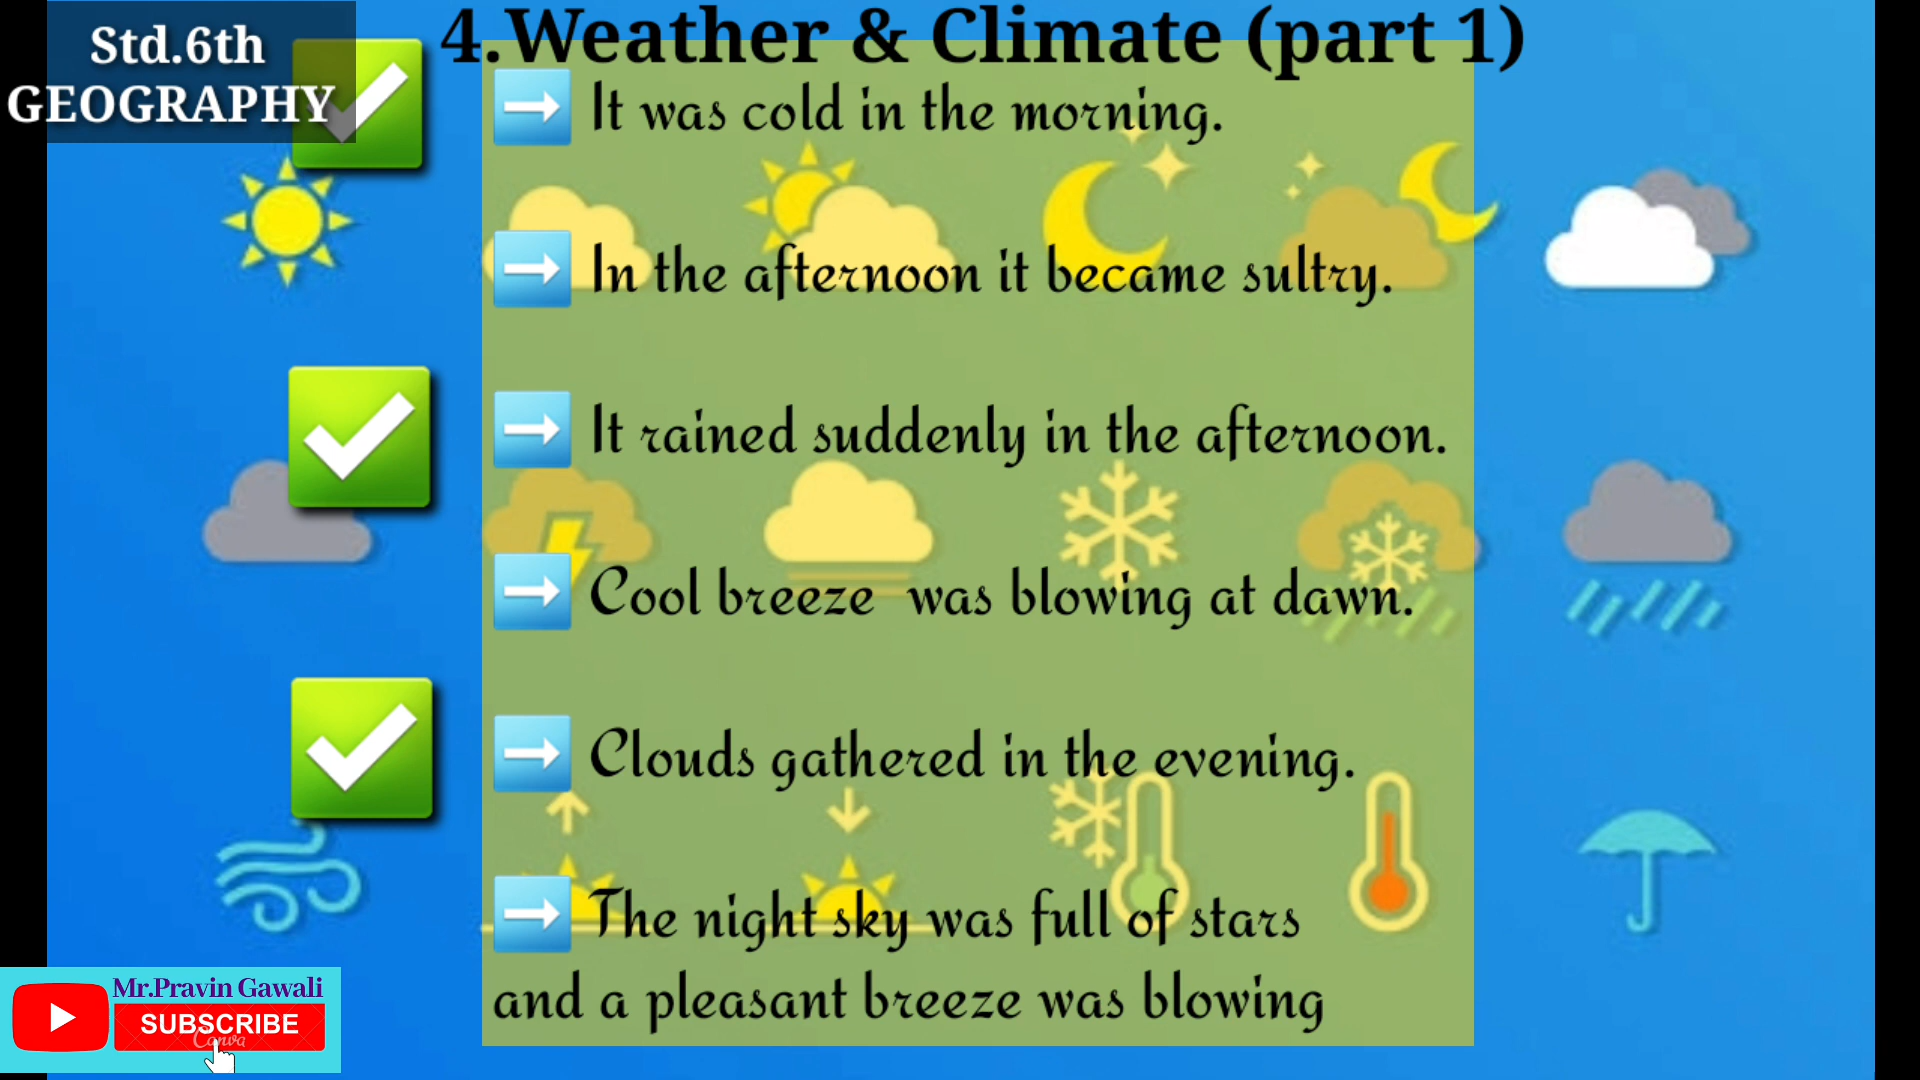 Std.6th
GEOGRAPHY
4.Weather & Climate (part 1)
It was cold in the morning.
In the afternoon it became sultry.
It rained suddenly in the afternoon.
Cool breeze was blowing at dawn.
Clouds gathered in the evening.
The night sky was full of stars
and a pleasant breeze was blowing
Mr.Pravin Gawali
SUBSCRIBE
Canva